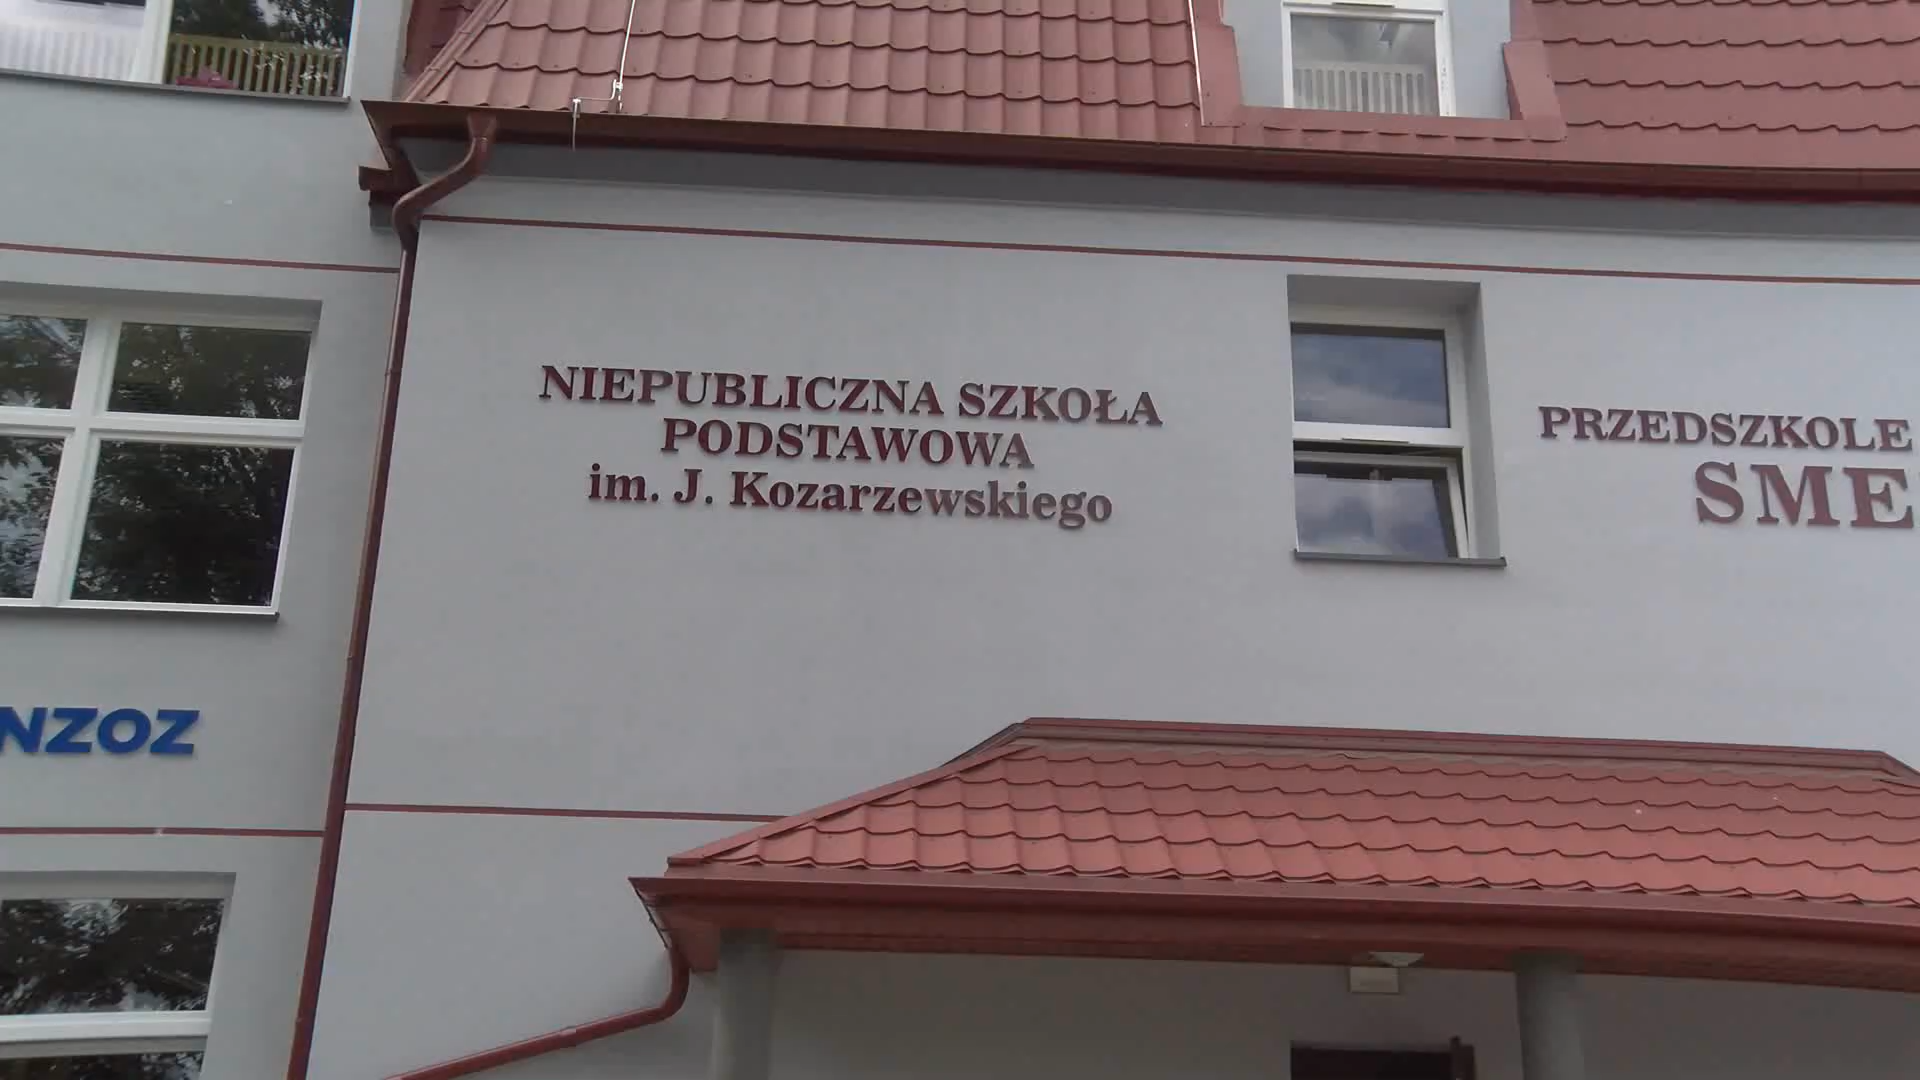 NIEPUBLICZNA SZKOŁA
PODSTAWOWA
im. J. Kozarzewskiego
PRZEDSZKOLE
SME
NZOZ